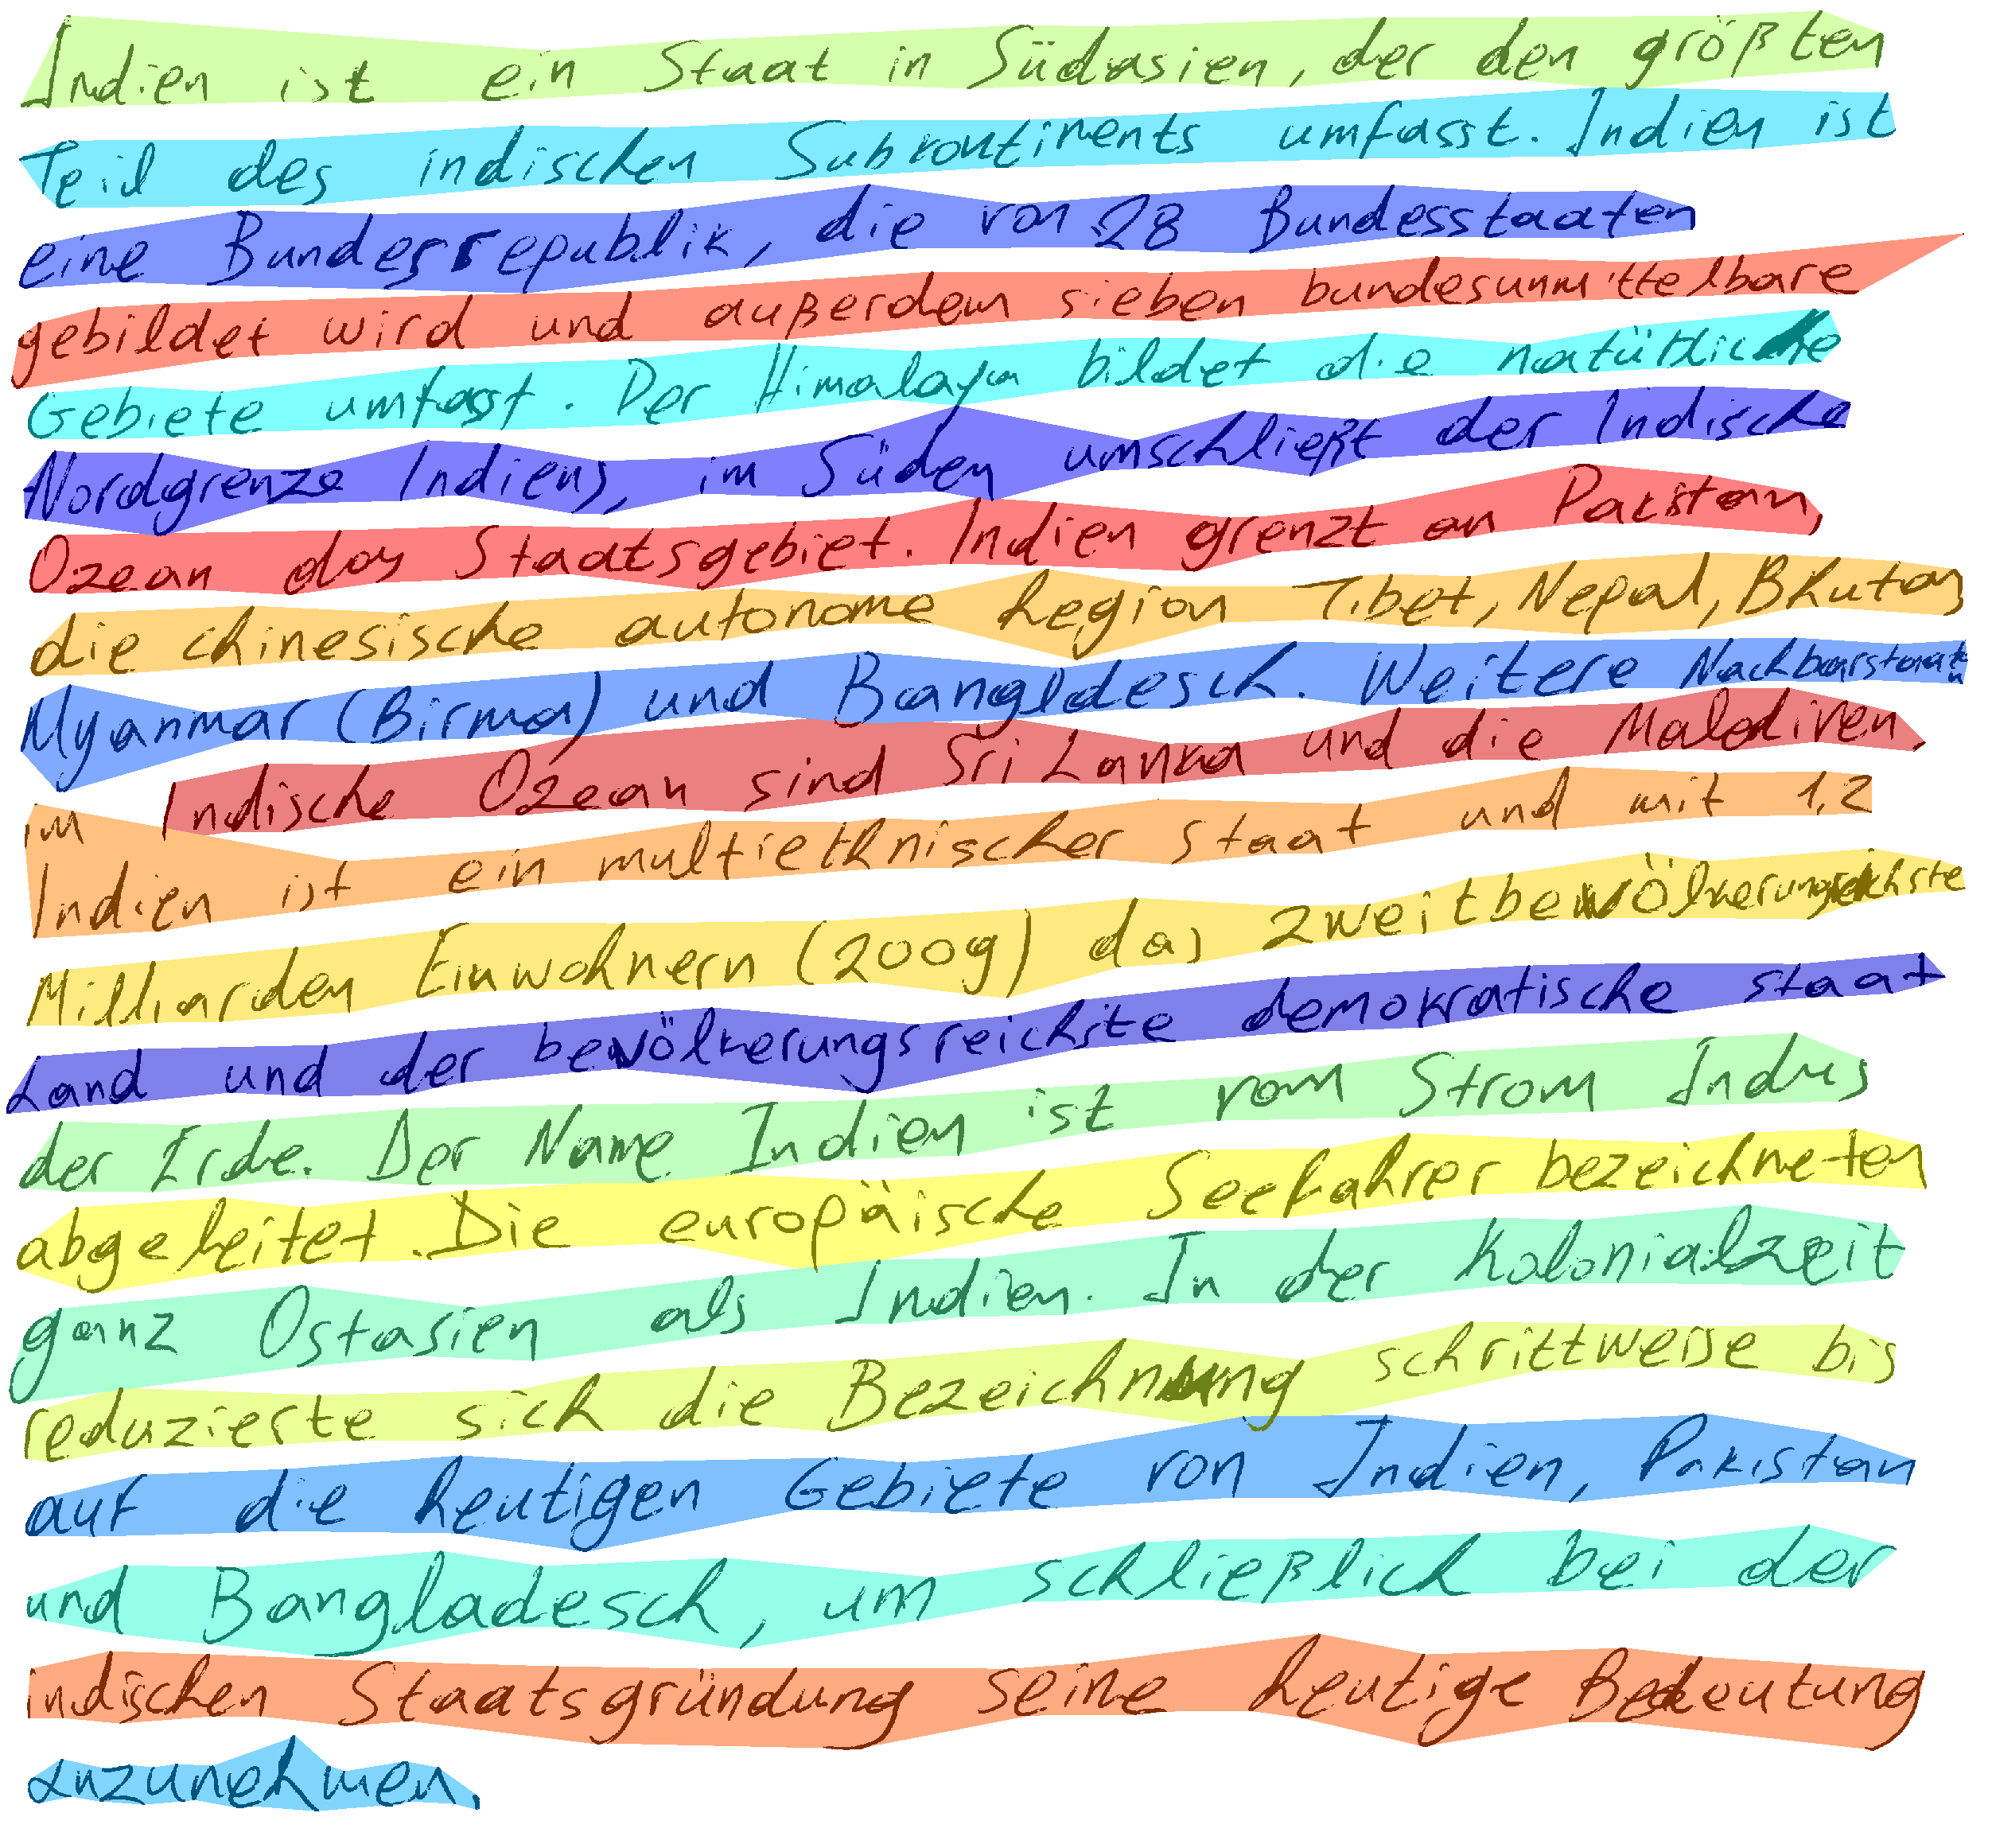 Indien ist ein Staat in Südasien, der den größten
Teil des indischen Subkontinents umfasst. Indien ist
eine Bundesrepublik, die von 28 Bundesstaaten
gebildet wird und außerdem sieben bundesunmittelbare
Gebiete umfasst. Der Himalaya bildet die natürliche
Nordgrenze Indiens, im Süden umschließt der Indische
Ozean das Staatsgebiet. Indien grenzt an Pakistan,
die chinesische autonome Region Tibet, Nepal, Bhutan,
Myanmar (Birma) und Bangldesch. Weitere Nachbarstaaten
im Indische Ozean sind Sri Lanka und die Malediven.
Indien ist ein multiethnischer Staat und mit 1,2
Milliarden Einwohnern (2009) das zweitbevölkerungsreichste
Land und der bevölkerungsreichste demokratische staat
der Erde. Der Name Indien ist vom Strom Indus
abgeleitet. Die europäische Seefahrer bezeichneten
ganz Ostasien als Indien. In der Kolonialzeit
reduzierte sich die Bezeichnung schrittweise bis
auf die heutigen Gebiete von Indien, Pakistan
und Bangladesch, um schließlich bei der
indischen Staatsgründung seine heutige Bedeutung
anzunehmen.